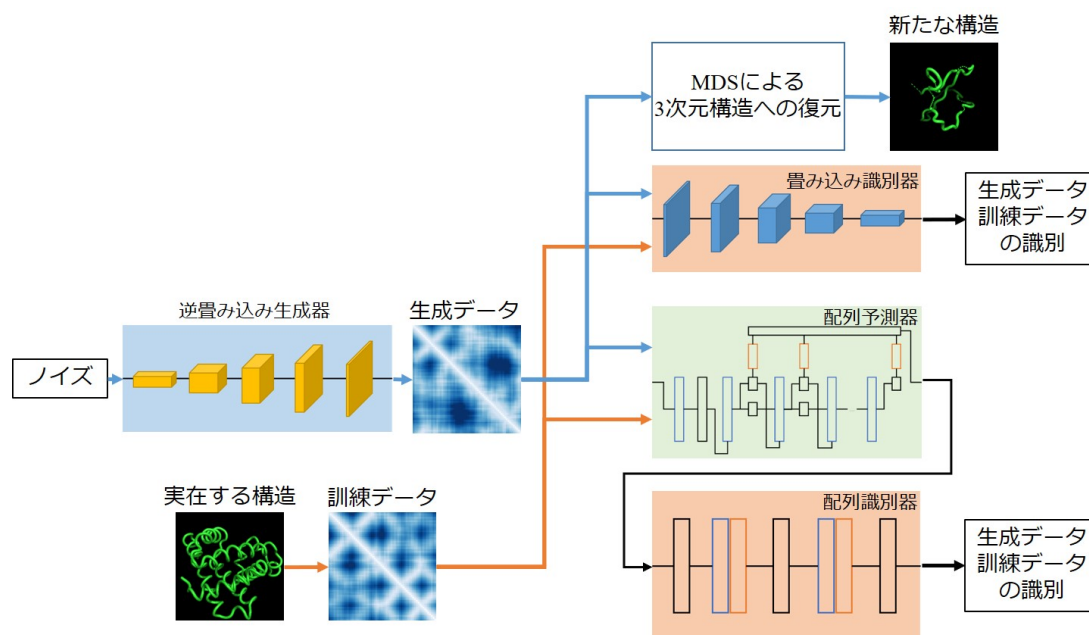 新たな構造
MDSによる
3次元構造への復元
畳み込み識別器
生成データ
訓練データ
の識別
逆畳み込み生成器
生成データ
配列予測器
ノイズ
実在する構造
訓練データ
配列識別器
生成データ
訓練データ
の識別